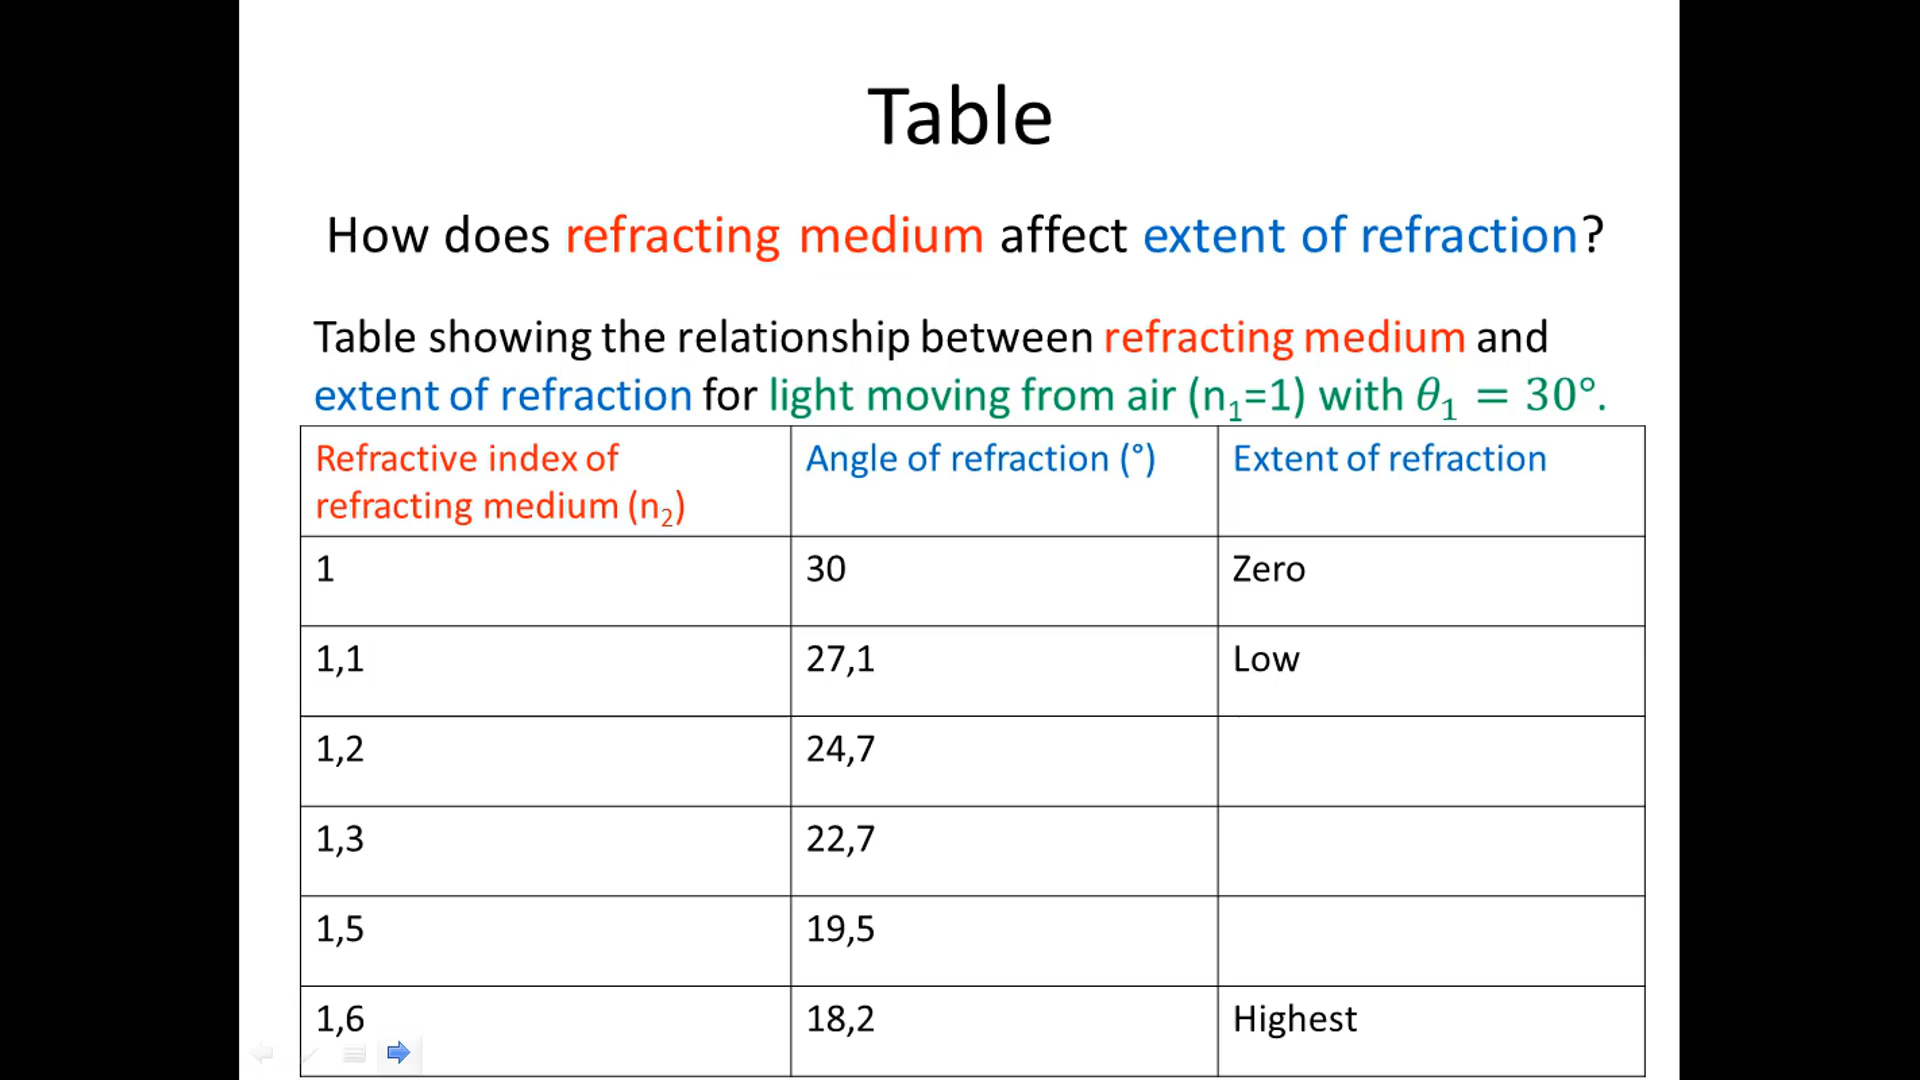 Table
How does refracting medium affect extent of refraction?
Table showing the relationship between refracting medium and
extent of refraction for light moving from air (n₁=1) with θ₁ = 30°.
Refractive index of
refracting medium (n₂)
Angle of refraction (°)
Extent of refraction
1 30 Zero
1,1 27,1 Low
1,2 24,7
1,3 22,7
1,5 19,5
1,6 18,2 Highest